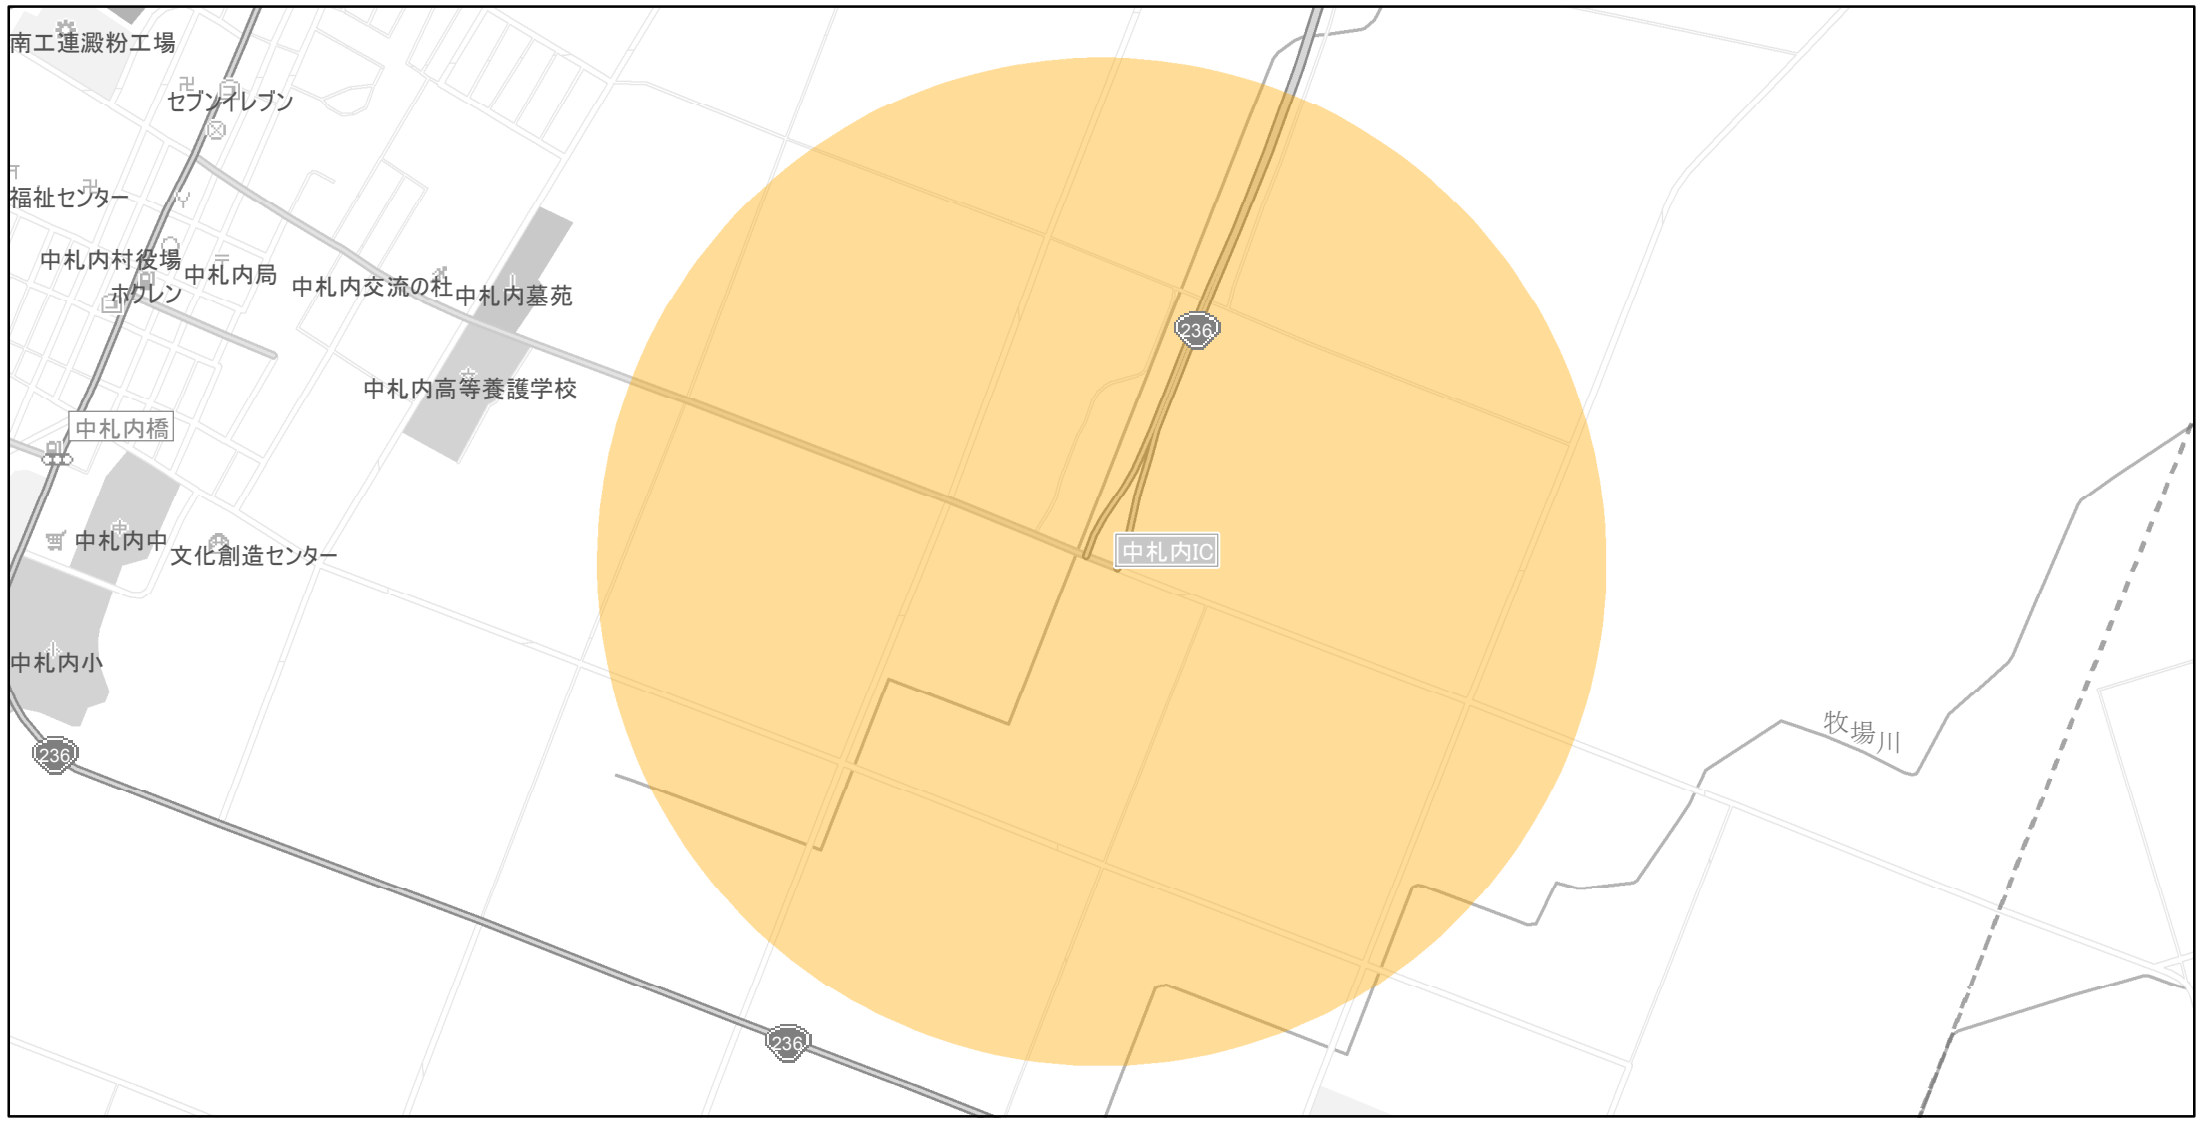 南工連澱粉工場
セブンイレブン
福祉センター
中札内村役場
中札内局
ホクレン
中札内交流の杜
中札内墓苑
236
中札内高等養護学校
中札内橋
中札内中
文化創造センター
中札内IC
中札内小
牧場川
236
236